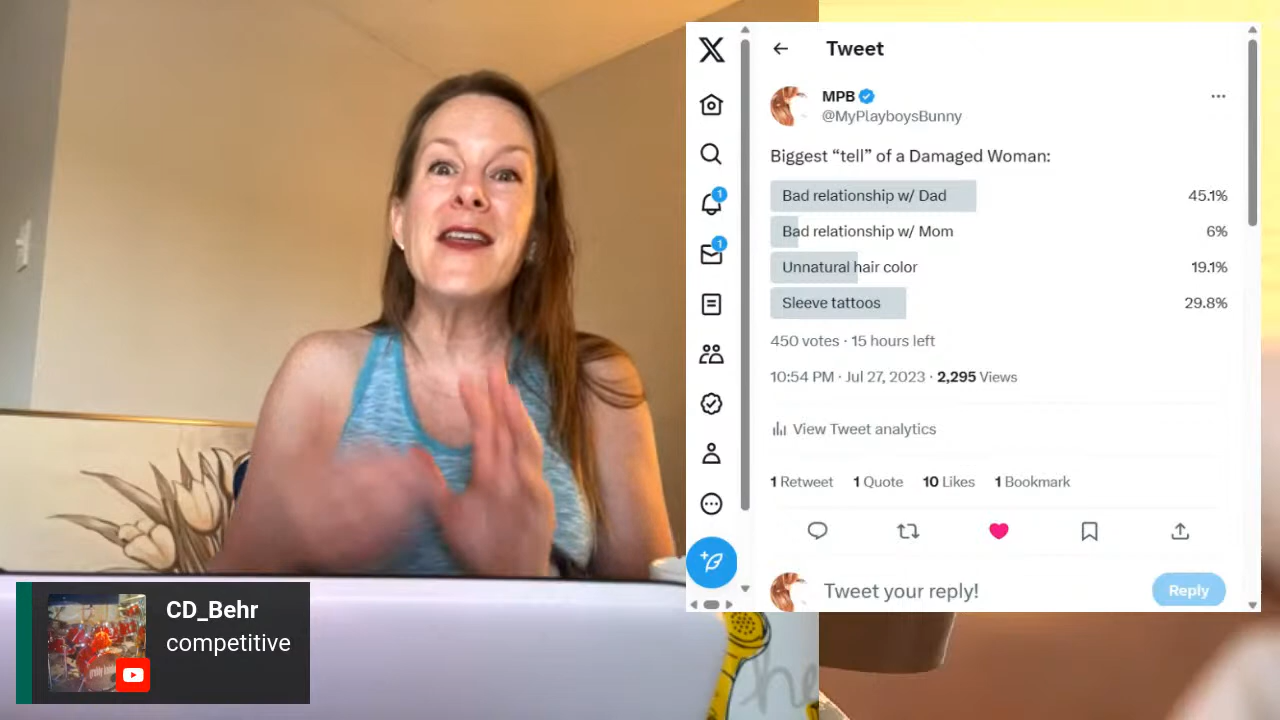 Tweet
MPB
@MyPlayboysBunny
Biggest “tell” of a Damaged Woman:
Bad relationship w/ Dad 45.1%
Bad relationship w/ Mom 6%
Unnatural hair color 19.1%
Sleeve tattoos 29.8%
450 votes · 15 hours left
10:54 PM · Jul 27, 2023 · 2,295 Views
View Tweet analytics
1 Retweet 1 Quote 10 Likes 1 Bookmark
Tweet your reply! Reply
1
1
CD_Behr
competitive
he